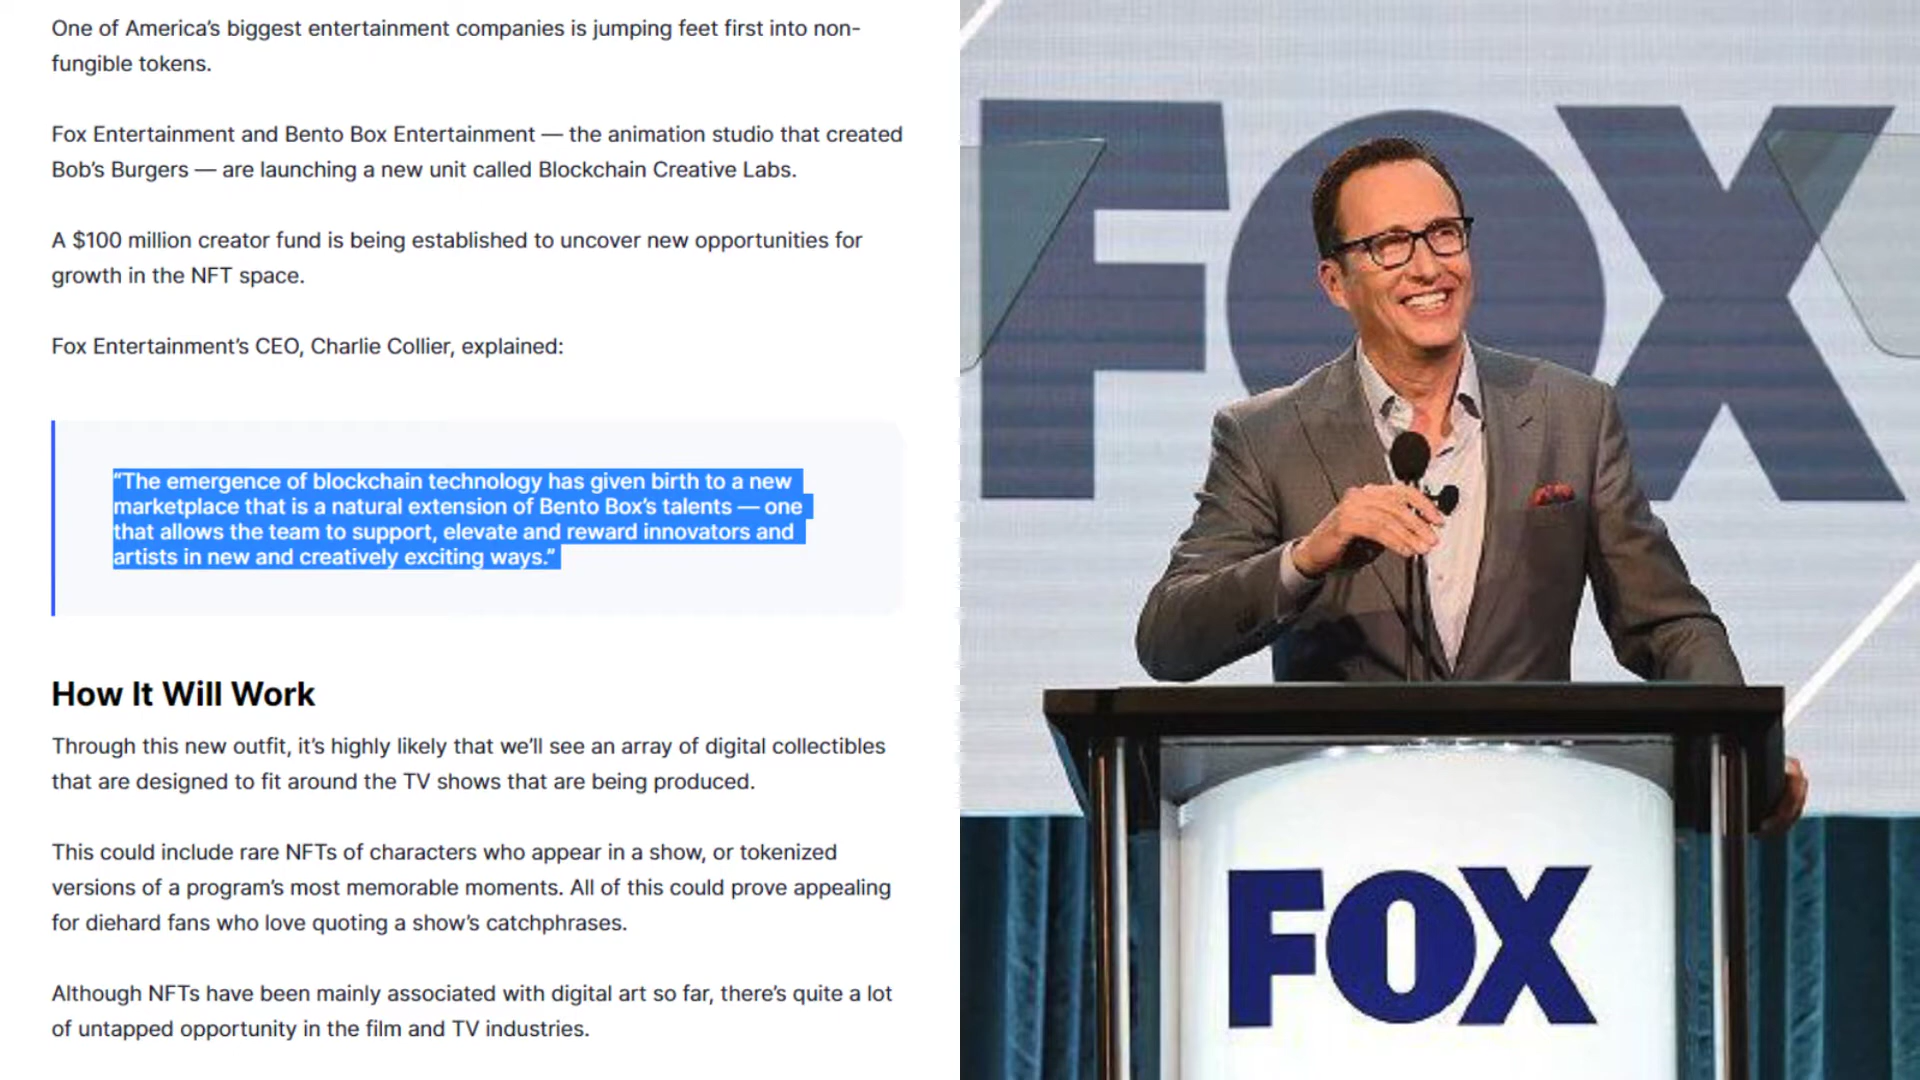 One of America’s biggest entertainment companies is jumping feet first into non-
fungible tokens.
Fox Entertainment and Bento Box Entertainment — the animation studio that created
Bob’s Burgers — are launching a new unit called Blockchain Creative Labs.
A $100 million creator fund is being established to uncover new opportunities for
growth in the NFT space.
Fox Entertainment’s CEO, Charlie Collier, explained:
“The emergence of blockchain technology has given birth to a new
marketplace that is a natural extension of Bento Box’s talents — one
that allows the team to support, elevate and reward innovators and
artists in new and creatively exciting ways.”
How It Will Work
Through this new outfit, it’s highly likely that we’ll see an array of digital collectibles
that are designed to fit around the TV shows that are being produced.
This could include rare NFTs of characters who appear in a show, or tokenized
versions of a program’s most memorable moments. All of this could prove appealing
for diehard fans who love quoting a show’s catchphrases.
Although NFTs have been mainly associated with digital art so far, there’s quite a lot
of untapped opportunity in the film and TV industries.
FOX
FOX